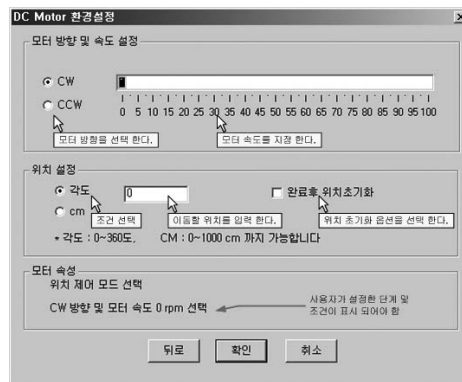 DC Motor 환경설정
모터 방향 및 속도 설정
CW
CCW
0 5 10 15 20 25 30 35 40 45 50 55 60 65 70 75 80 85 90 95 100
모터 방향을 선택 한다.
모터 속도를 지정 한다.
위치 설정
각도
0
완료후 위치초기화
cm
조건 선택
이동할 위치를 입력 한다.
위치 초기화 옵션을 선택 한다.
* 각도 : 0~360도, CM : 0~1000 cm 까지 가능합니다
모터 속성
위치 제어 모드 선택
CW 방향 및 모터 속도 0 rpm 선택
사용자가 설정한 단계 및
조건이 표시 되어야 함
뒤로
확인
취소